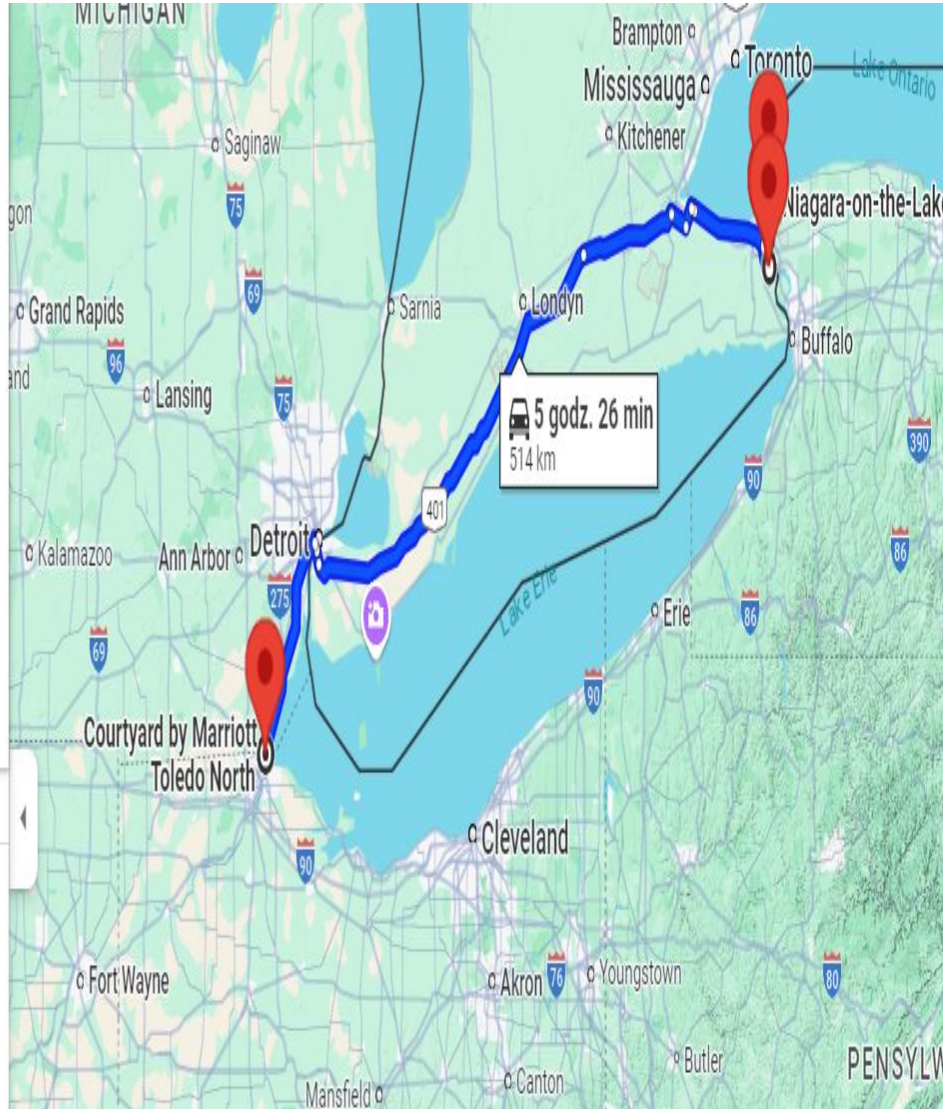 MICHIGAN
Brampton
Toronto
Lake Ontario
Mississauga
Kitchener
Saginaw
75
gon
Niagara-on-the-Lake
69
Sarnia
Londyn
Grand Rapids
Buffalo
96
and
Lansing
75
5 godz. 26 min
514 km
390
90
401
Detroit
Kalamazoo
Ann Arbor
86
275
Lake Erie
Erie
86
69
90
Courtyard by Marriott
Toledo North
Cleveland
90
Fort Wayne
Akron
76
Youngstown
80
Butler
PENSYLW
Canton
Mansfield